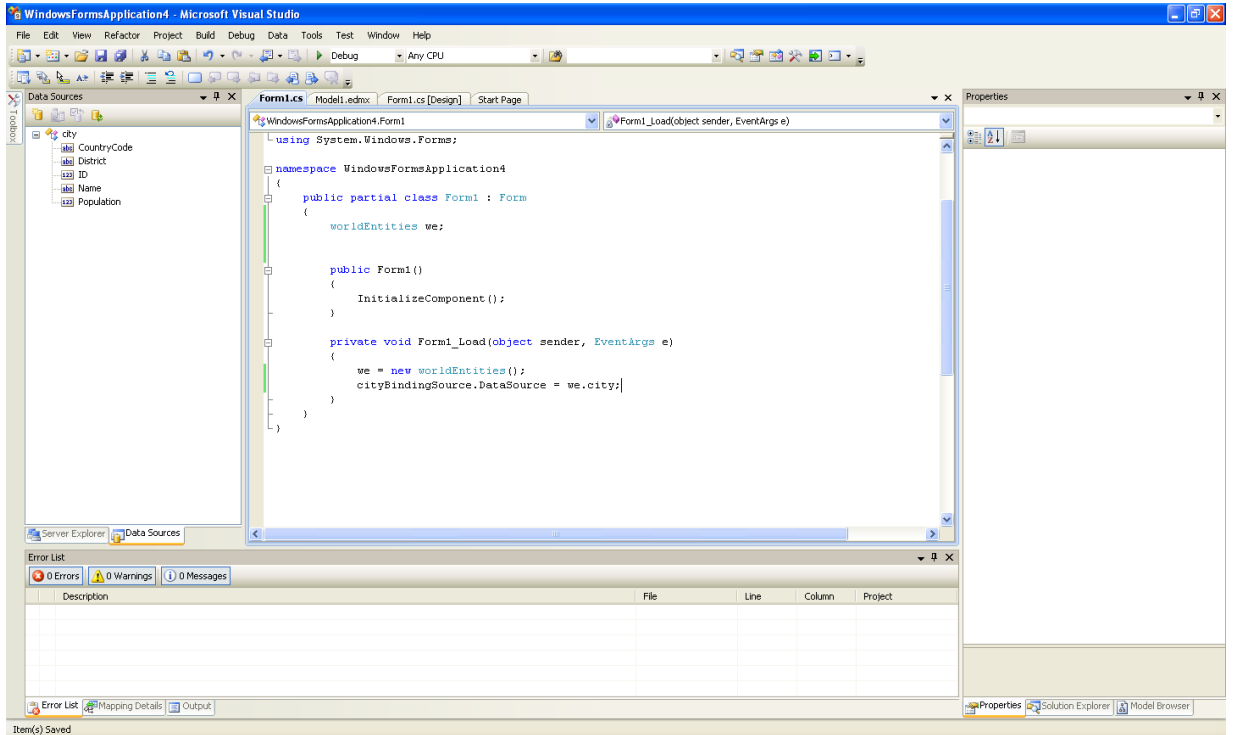 WindowsFormsApplication4 - Microsoft Visual Studio
File Edit View Refactor Project Build Debug Data Tools Test Window Help
Debug Any CPU
Toolbox
Data Sources
city
CountryCode
District
ID
Name
Population
Server Explorer Data Sources
Form1.cs Model1.edmx Form1.cs [Design] Start Page
WindowsFormsApplication4.Form1 Form1_Load(object sender, EventArgs e)
using System.Windows.Forms;
namespace WindowsFormsApplication4
{
public partial class Form1 : Form
{
worldEntities we;
public Form1()
{
InitializeComponent();
}
private void Form1_Load(object sender, EventArgs e)
{
we = new worldEntities();
cityBindingSource.DataSource = we.city;
}
}
}
Properties
Error List
0 Errors 0 Warnings 0 Messages
Description File Line Column Project
Error List Mapping Details Output
Properties Solution Explorer Model Browser
Item(s) Saved